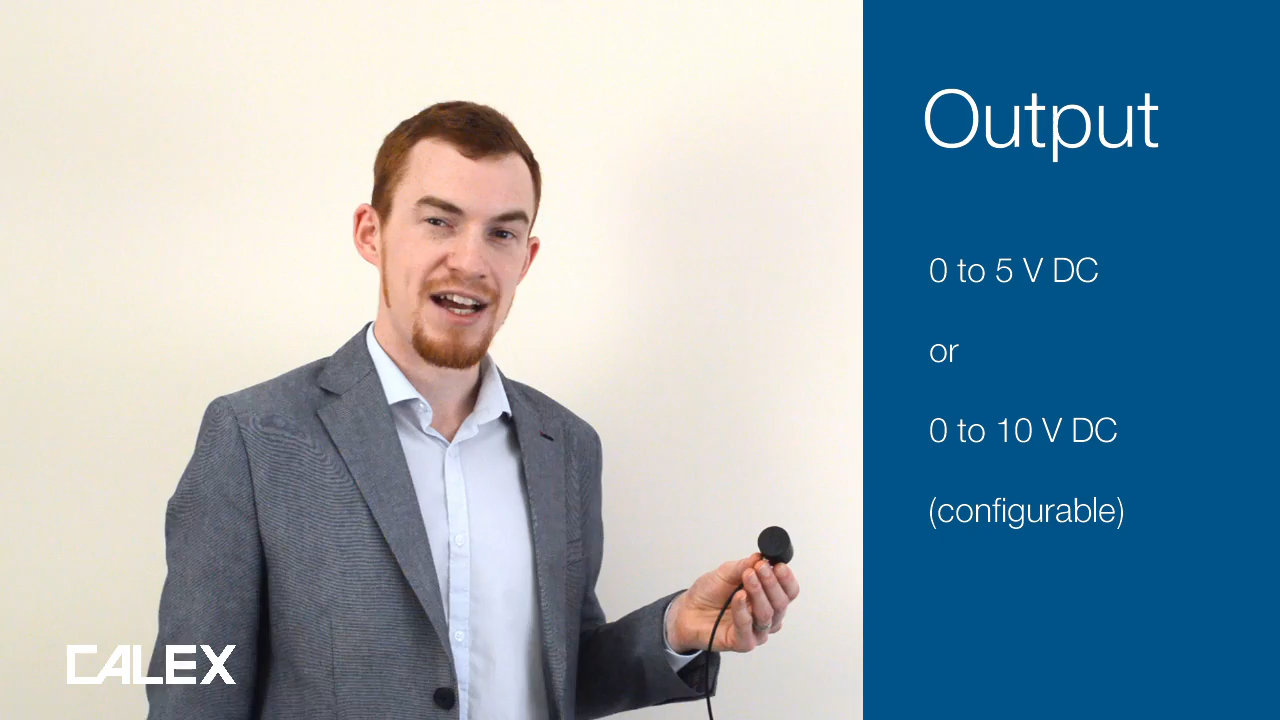 Output
0 to 5 V DC
or
0 to 10 V DC
(configurable)
CALEX